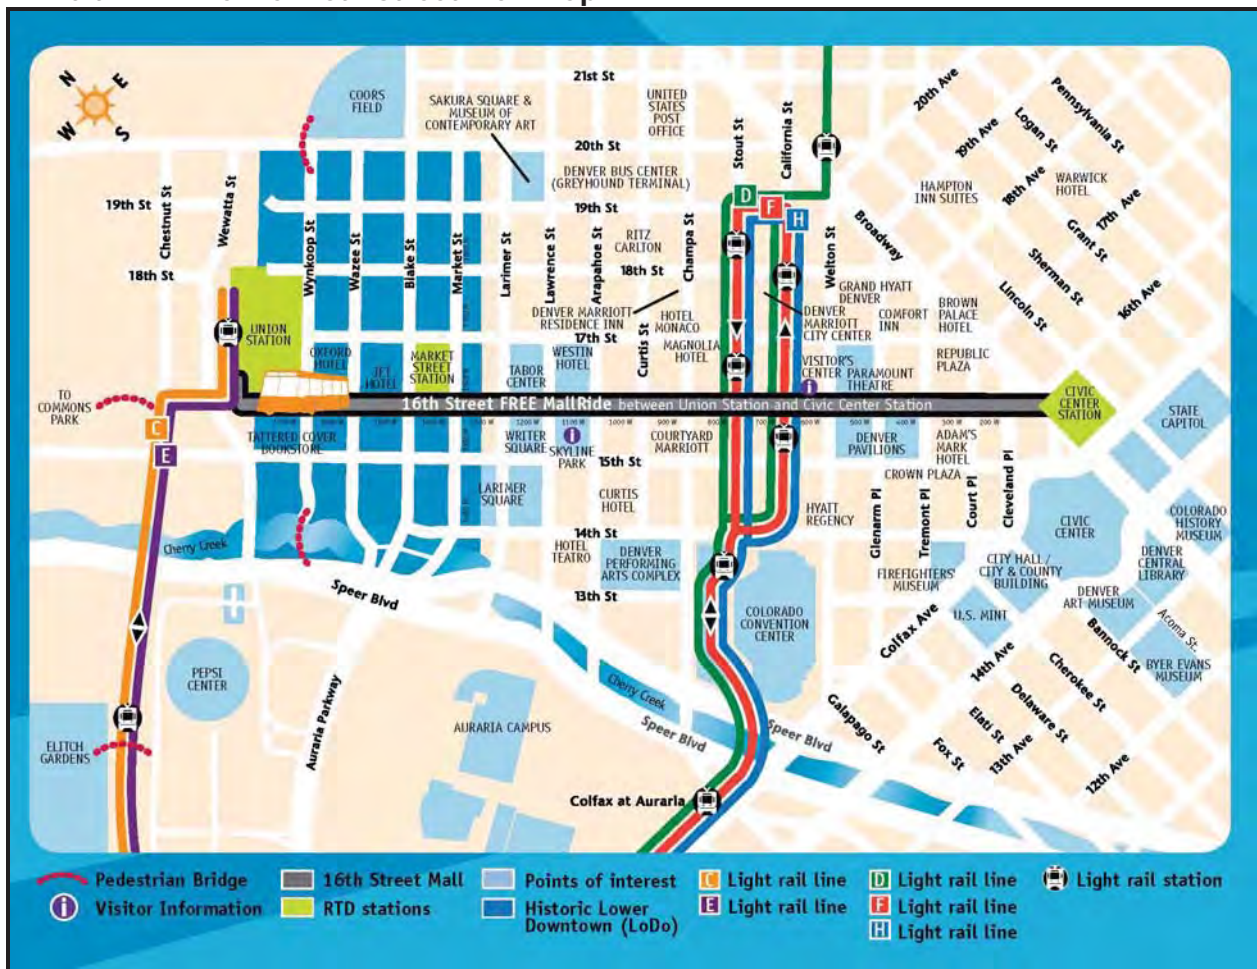 N
E
W
S
COORS
FIELD
SAKURA SQUARE &
MUSEUM OF
CONTEMPORARY ART
21st St
UNITED
STATES
POST
OFFICE
20th St
DENVER BUS CENTER
(GREYHOUND TERMINAL)
19th St
Stout St
California St
20th Ave
19th Ave
Logan St
Pennsylvania St
HAMPTON
INN SUITES
18th Ave
WARWICK
HOTEL
17th Ave
Grant St
Sherman St
16th Ave
Lincoln St
Broadway
19th St
Chestnut St
Wewatta St
18th St
Wynkoop St
Wazee St
Blake St
Market St
Larimer St
Lawrence St
Arapahoe St
RITZ
CARLTON
18th St
Champa St
D
F
H
Welton St
GRAND HYATT
DENVER
DENVER
MARRIOTT
CITY CENTER
COMFORT
INN
BROWN
PALACE
HOTEL
DENVER MARRIOTT
RESIDENCE INN
17th St
Curtis St
HOTEL
MONACO
MAGNOLIA
HOTEL
UNION
STATION
OXFORD
HOTEL
JET
HOTEL
MARKET
STREET
STATION
TABOR
CENTER
WESTIN
HOTEL
VISITOR'S
CENTER
PARAMOUNT
THEATRE
REPUBLIC
PLAZA
CIVIC
CENTER
STATION
STATE
CAPITOL
TO
COMMONS
PARK
C
E
16th Street FREE MallRide between Union Station and Civic Center Station
1100 W
1000 W
900 W
800 W
700
500 W
400 W
300 W
200 W
TATTERED COVER
BOOKSTORE
WRITER
SQUARE
i
SKYLINE
PARK
15th St
COURTYARD
MARRIOTT
DENVER
PAVILIONS
ADAM'S
MARK
HOTEL
CROWN PLAZA
LARIMER
SQUARE
CURTIS
HOTEL
HYATT
REGENCY
Glenarm Pl
Tremont Pl
Court Pl
Cleveland Pl
CIVIC
CENTER
COLORADO
HISTORY
MUSEUM
14th St
HOTEL
TEATRO
DENVER
PERFORMING
ARTS COMPLEX
13th St
Cherry Creek
Speer Blvd
FIREFIGHTERS'
MUSEUM
CITY HALL /
CITY & COUNTY
BUILDING
DENVER
CENTRAL
LIBRARY
U.S. MINT
DENVER
ART MUSEUM
Acoma St.
Bannock St
BYER EVANS
MUSEUM
COLORADO
CONVENTION
CENTER
Colfax Ave
14th Ave
Cherokee St
Delaware St
Elati St
13th Ave
12th Ave
Fox St
Galapago St
PEPSI
CENTER
Auraria Parkway
AURARIA CAMPUS
Cherry Creek
Speer Blvd
Speer Blvd
ELITCH
GARDENS
Colfax at Auraria
Pedestrian Bridge
i Visitor Information
16th Street Mall
RTD stations
Points of interest
Historic Lower
Downtown (LoDo)
C Light rail line
E Light rail line
D Light rail line
F Light rail line
H Light rail line
Light rail station